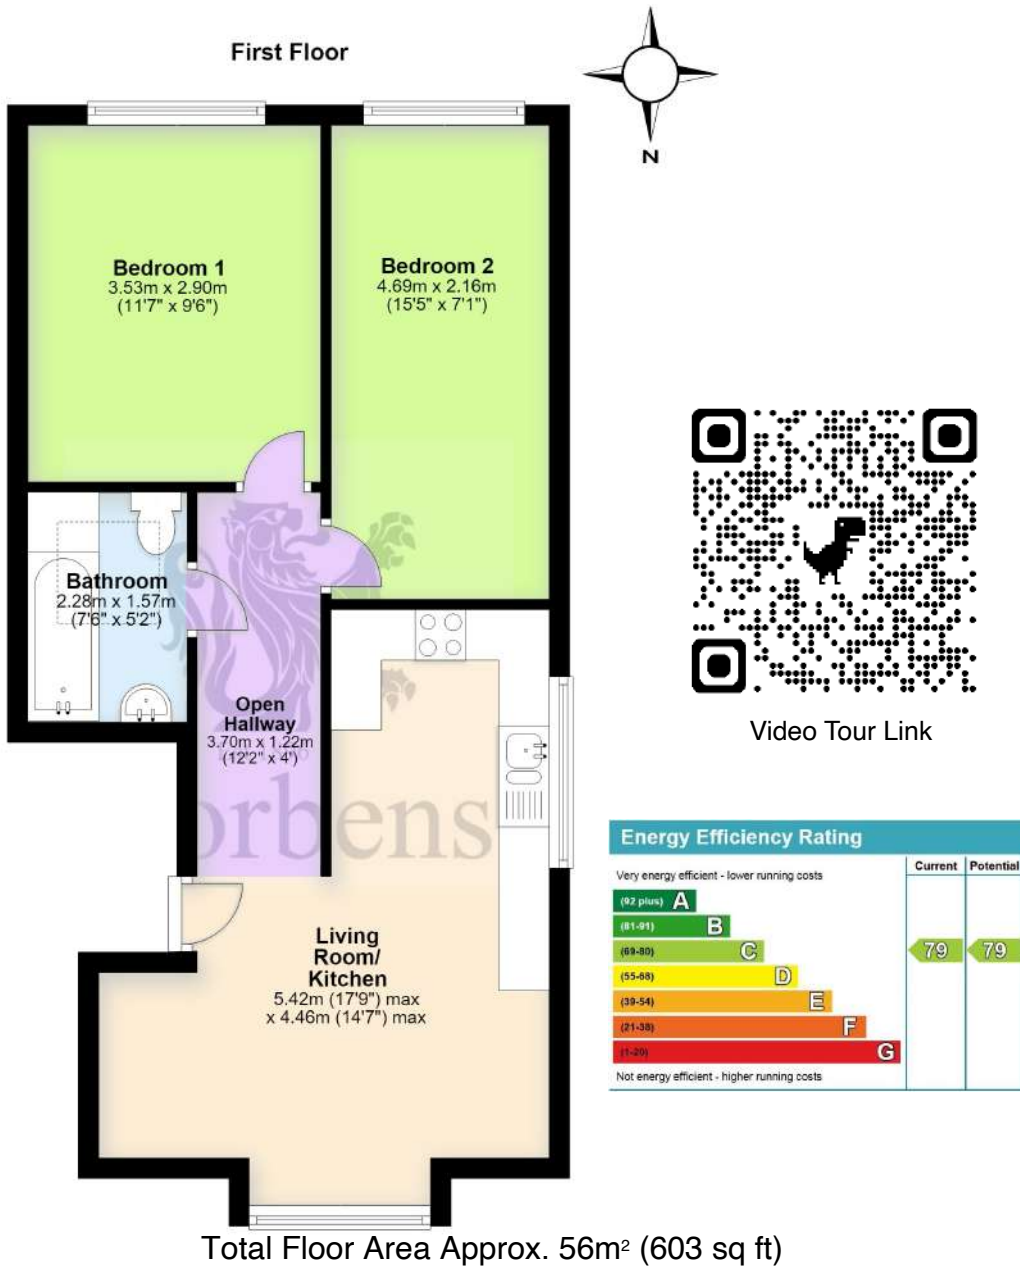 First Floor
N
Bedroom 1
3.53m x 2.90m
(11'7" x 9'6")
Bedroom 2
4.69m x 2.16m
(15'5" x 7'1")
Bathroom
2.28m x 1.57m
(7'6" x 5'2")
Open
Hallway
3.70m x 1.22m
(12'2" x 4')
orbens
Living
Room/
Kitchen
5.42m (17'9") max
x 4.46m (14'7") max
Video Tour Link
Energy Efficiency Rating
Current Potential
Very energy efficient - lower running costs
(92 plus) A
(81-91) B
(69-80) C 79 79
(55-68) D
(39-54) E
(21-38) F
(1-20) G
Not energy efficient - higher running costs
Total Floor Area Approx. 56m² (603 sq ft)